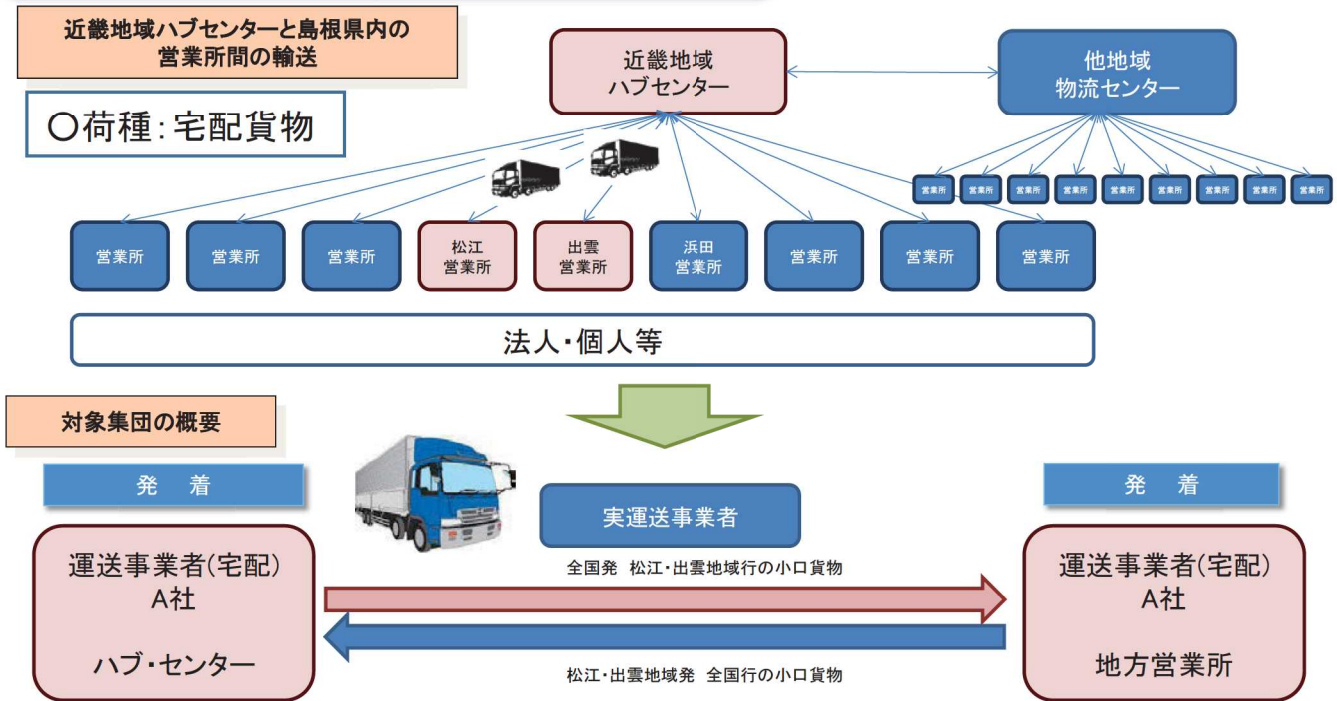 近畿地域ハブセンターと島根県内の
営業所間の輸送
近畿地域
ハブセンター
他地域
物流センター
〇荷種：宅配貨物
営業所
営業所
営業所
営業所
営業所
営業所
営業所
営業所
営業所
営業所
営業所
営業所
松江
営業所
出雲
営業所
浜田
営業所
営業所
営業所
営業所
法人・個人等
対象集団の概要
発　着
発　着
実運送事業者
運送事業者(宅配)
A社
ハブ・センター
全国発 松江・出雲地域行の小口貨物
松江・出雲地域発 全国行の小口貨物
運送事業者(宅配)
A社
地方営業所